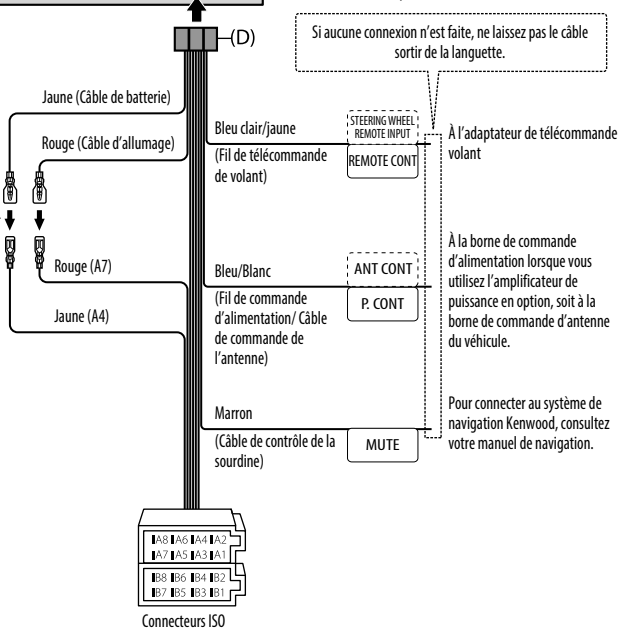 Si aucune connexion n'est faite, ne laissez pas le câble
sortir de la languette.
(D)
Jaune (Câble de batterie)
Rouge (Câble d'allumage)
Bleu clair/jaune
(Fil de télécommande
de volant)
STEERING WHEEL
REMOTE INPUT
REMOTE CONT
À l'adaptateur de télécommande
volant
Rouge (A7)
Jaune (A4)
Bleu/Blanc
(Fil de commande
d'alimentation/ Câble
de commande de
l'antenne)
ANT CONT
P. CONT
À la borne de commande
d'alimentation lorsque vous
utilisez l'amplificateur de
puissance en option, soit à la
borne de commande d'antenne
du véhicule.
Marron
(Câble de contrôle de la
sourdine)
MUTE
Pour connecter au système de
navigation Kenwood, consultez
votre manuel de navigation.
A8 A6 A4 A2
A7 A5 A3 A1
B8 B6 B4 B2
B7 B5 B3 B1
Connecteurs ISO